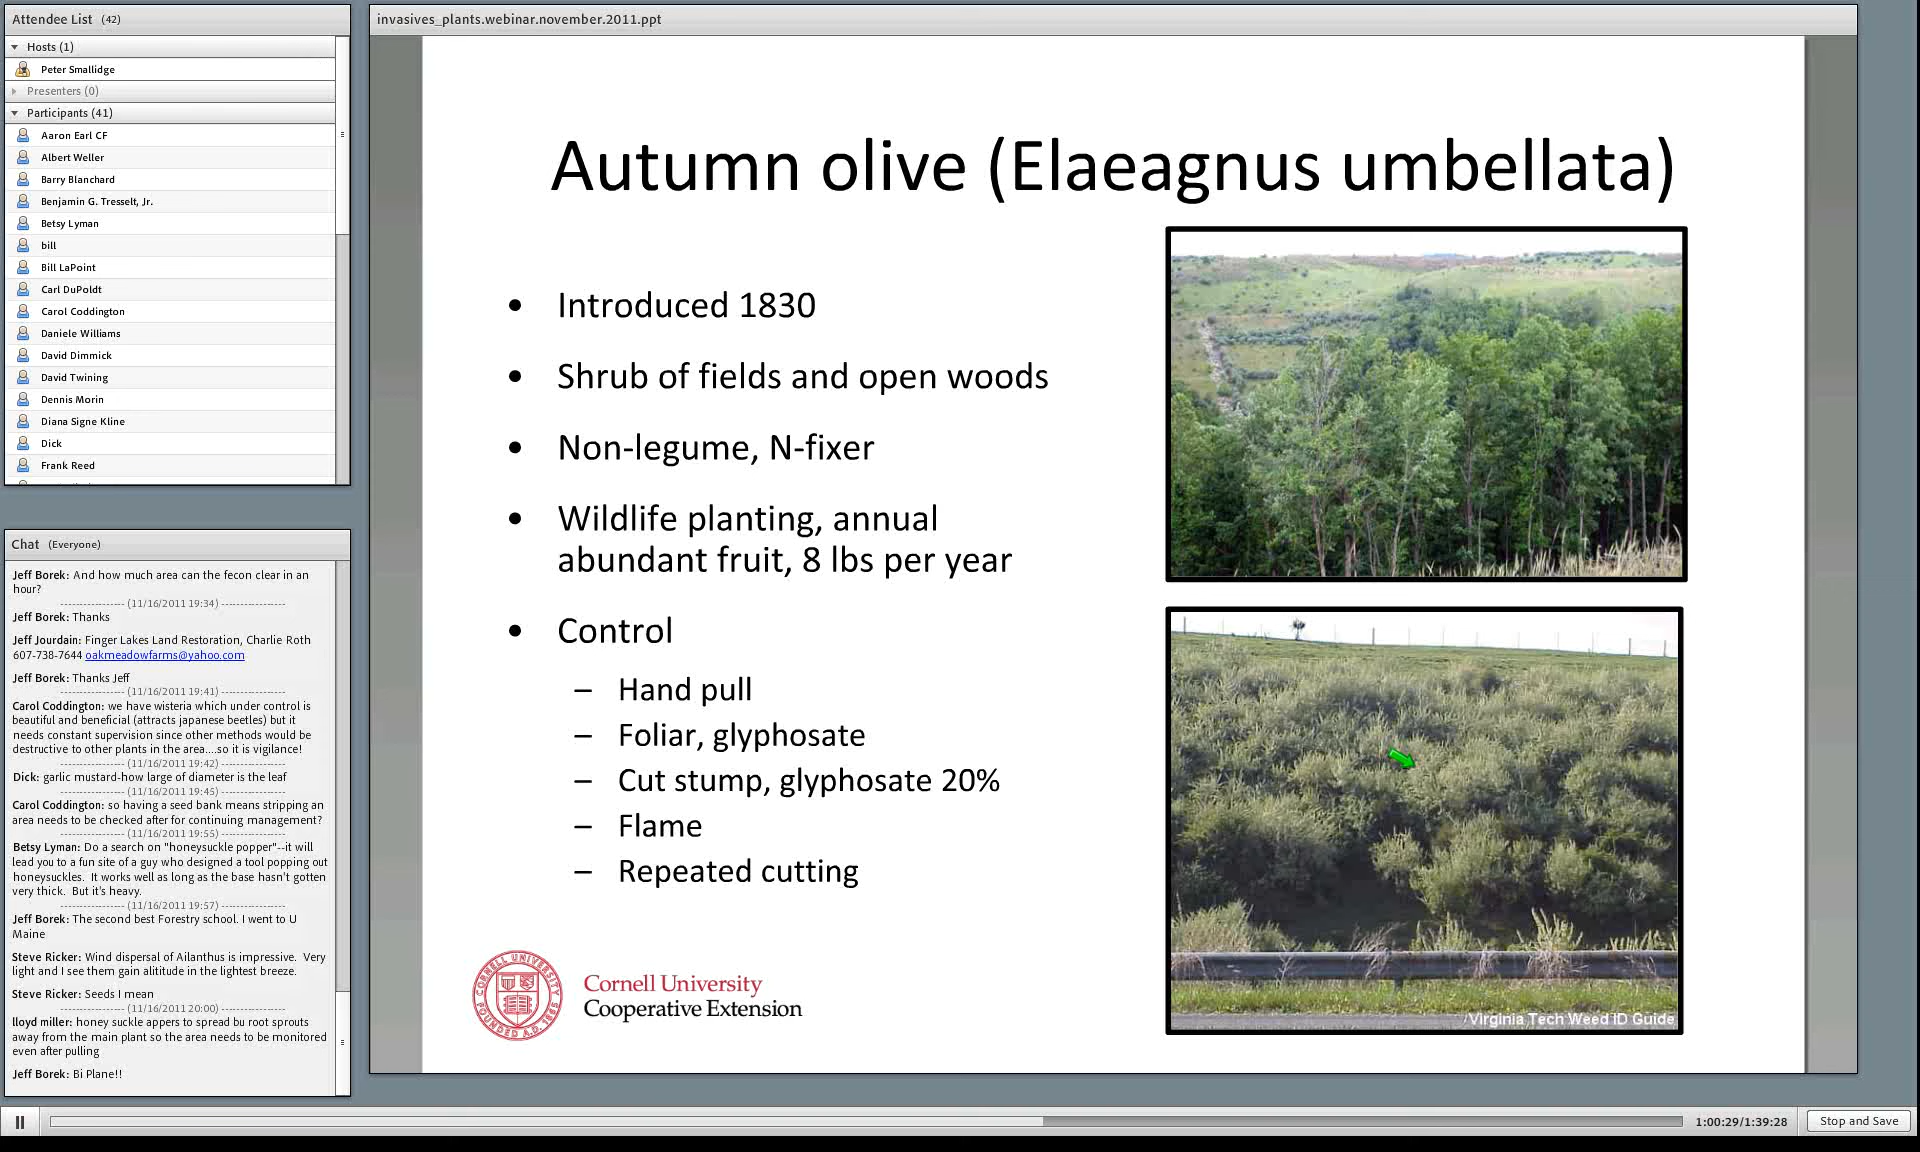 Attendee List (42)
Hosts (1)
Peter Smallidge
Presenters (0)
Participants (41)
Aaron Earl CF
Albert Weller
Barry Blanchard
Benjamin G. Tresselt, Jr.
Betsy Lyman
bill
Bill LaPoint
Carl DuPoldt
Carol Coddington
Daniele Williams
David Dimmick
David Twining
Dennis Morin
Diana Signe Kline
Dick
Frank Reed
Chat (Everyone)
Jeff Borek: And how much area can the fecon clear in an
hour?
----------------- (11/16/2011 19:34) -----------------
Jeff Borek: Thanks
Jeff Jourdain: Finger Lakes Land Restoration, Charlie Roth
607-738-7644 oakmeadowfarms@yahoo.com
Jeff Borek: Thanks Jeff
----------------- (11/16/2011 19:41) -----------------
Carol Coddington: we have wisteria which under control is
beautiful and beneficial (attracts japanese beetles) but it
needs constant supervision since other methods would be
destructive to other plants in the area....so it is vigilance!
----------------- (11/16/2011 19:42) -----------------
Dick: garlic mustard-how large of diameter is the leaf
----------------- (11/16/2011 19:45) -----------------
Carol Coddington: so having a seed bank means stripping an
area needs to be checked after for continuing management?
----------------- (11/16/2011 19:55) -----------------
Betsy Lyman: Do a search on "honeysuckle popper"--it will
lead you to a fun site of a guy who designed a tool popping out
honeysuckles. It works well as long as the base hasn't gotten
very thick. But it's heavy.
----------------- (11/16/2011 19:57) -----------------
Jeff Borek: The second best Forestry school. I went to U
Maine
Steve Ricker: Wind dispersal of Ailanthus is impressive. Very
light and I see them gain alititude in the lightest breeze.
Steve Ricker: Seeds I mean
----------------- (11/16/2011 20:00) -----------------
lloyd miller: honey suckle appers to spread bu root sprouts
away from the main plant so the area needs to be monitored
even after pulling
Jeff Borek: Bi Plane!!
invasives_plants.webinar.november.2011.ppt
Autumn olive (Elaeagnus umbellata)
• Introduced 1830
• Shrub of fields and open woods
• Non-legume, N-fixer
• Wildlife planting, annual
abundant fruit, 8 lbs per year
• Control
– Hand pull
– Foliar, glyphosate
– Cut stump, glyphosate 20%
– Flame
– Repeated cutting
CORNELL UNIVERSITY
FOUNDED A.D. 1865
Cornell University
Cooperative Extension
Virginia Tech Weed ID Guide
1:00:29/1:39:28
Stop and Save